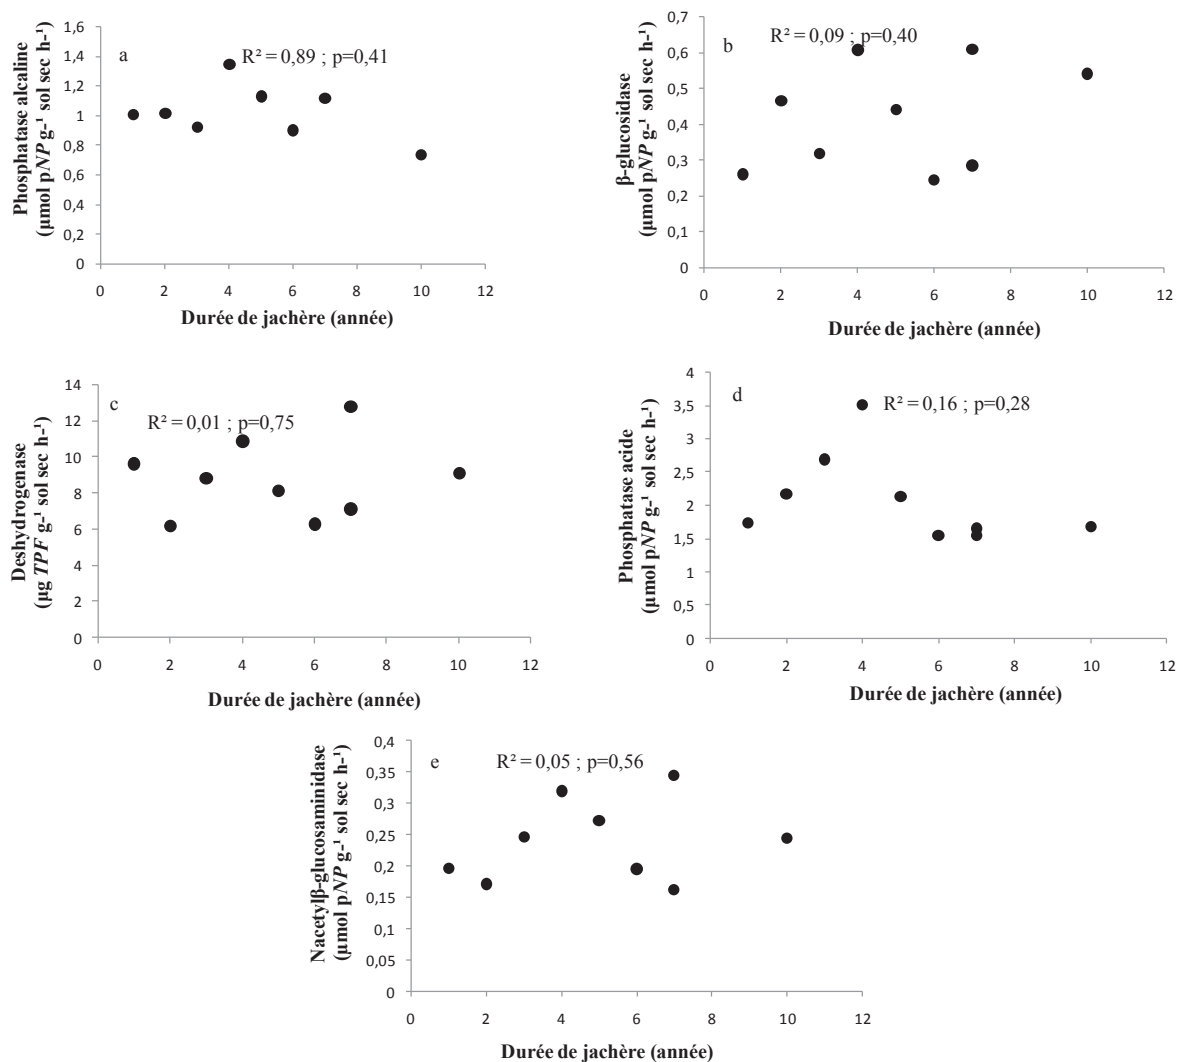 a
R² = 0,89 ; p=0,41
Phosphatase alcaline
(µmol pNP g-¹ sol sec h-¹)
1,6
1,4
1,2
1
0,8
0,6
0,4
0,2
0
0 2 4 6 8 10 12
Durée de jachère (année)
b
R² = 0,09 ; p=0,40
β-glucosidase
(µmol pNP g-¹ sol sec h-¹)
0,7
0,6
0,5
0,4
0,3
0,2
0,1
0
0 2 4 6 8 10 12
Durée de jachère (année)
c
R² = 0,01 ; p=0,75
Deshydrogenase
(µg TPF g-¹ sol sec h-¹)
14
12
10
8
6
4
2
0
0 2 4 6 8 10 12
Durée de jachère (année)
d
R² = 0,16 ; p=0,28
Phosphatase acide
(µmol pNP g-¹ sol sec h-¹)
4
3,5
3
2,5
2
1,5
1
0,5
0
0 2 4 6 8 10 12
Durée de jachère (année)
e
R² = 0,05 ; p=0,56
Nacetylβ-glucosaminidase
(µmol pNP g-¹ sol sec h-¹)
0,4
0,35
0,3
0,25
0,2
0,15
0,1
0,05
0
0 2 4 6 8 10 12
Durée de jachère (année)